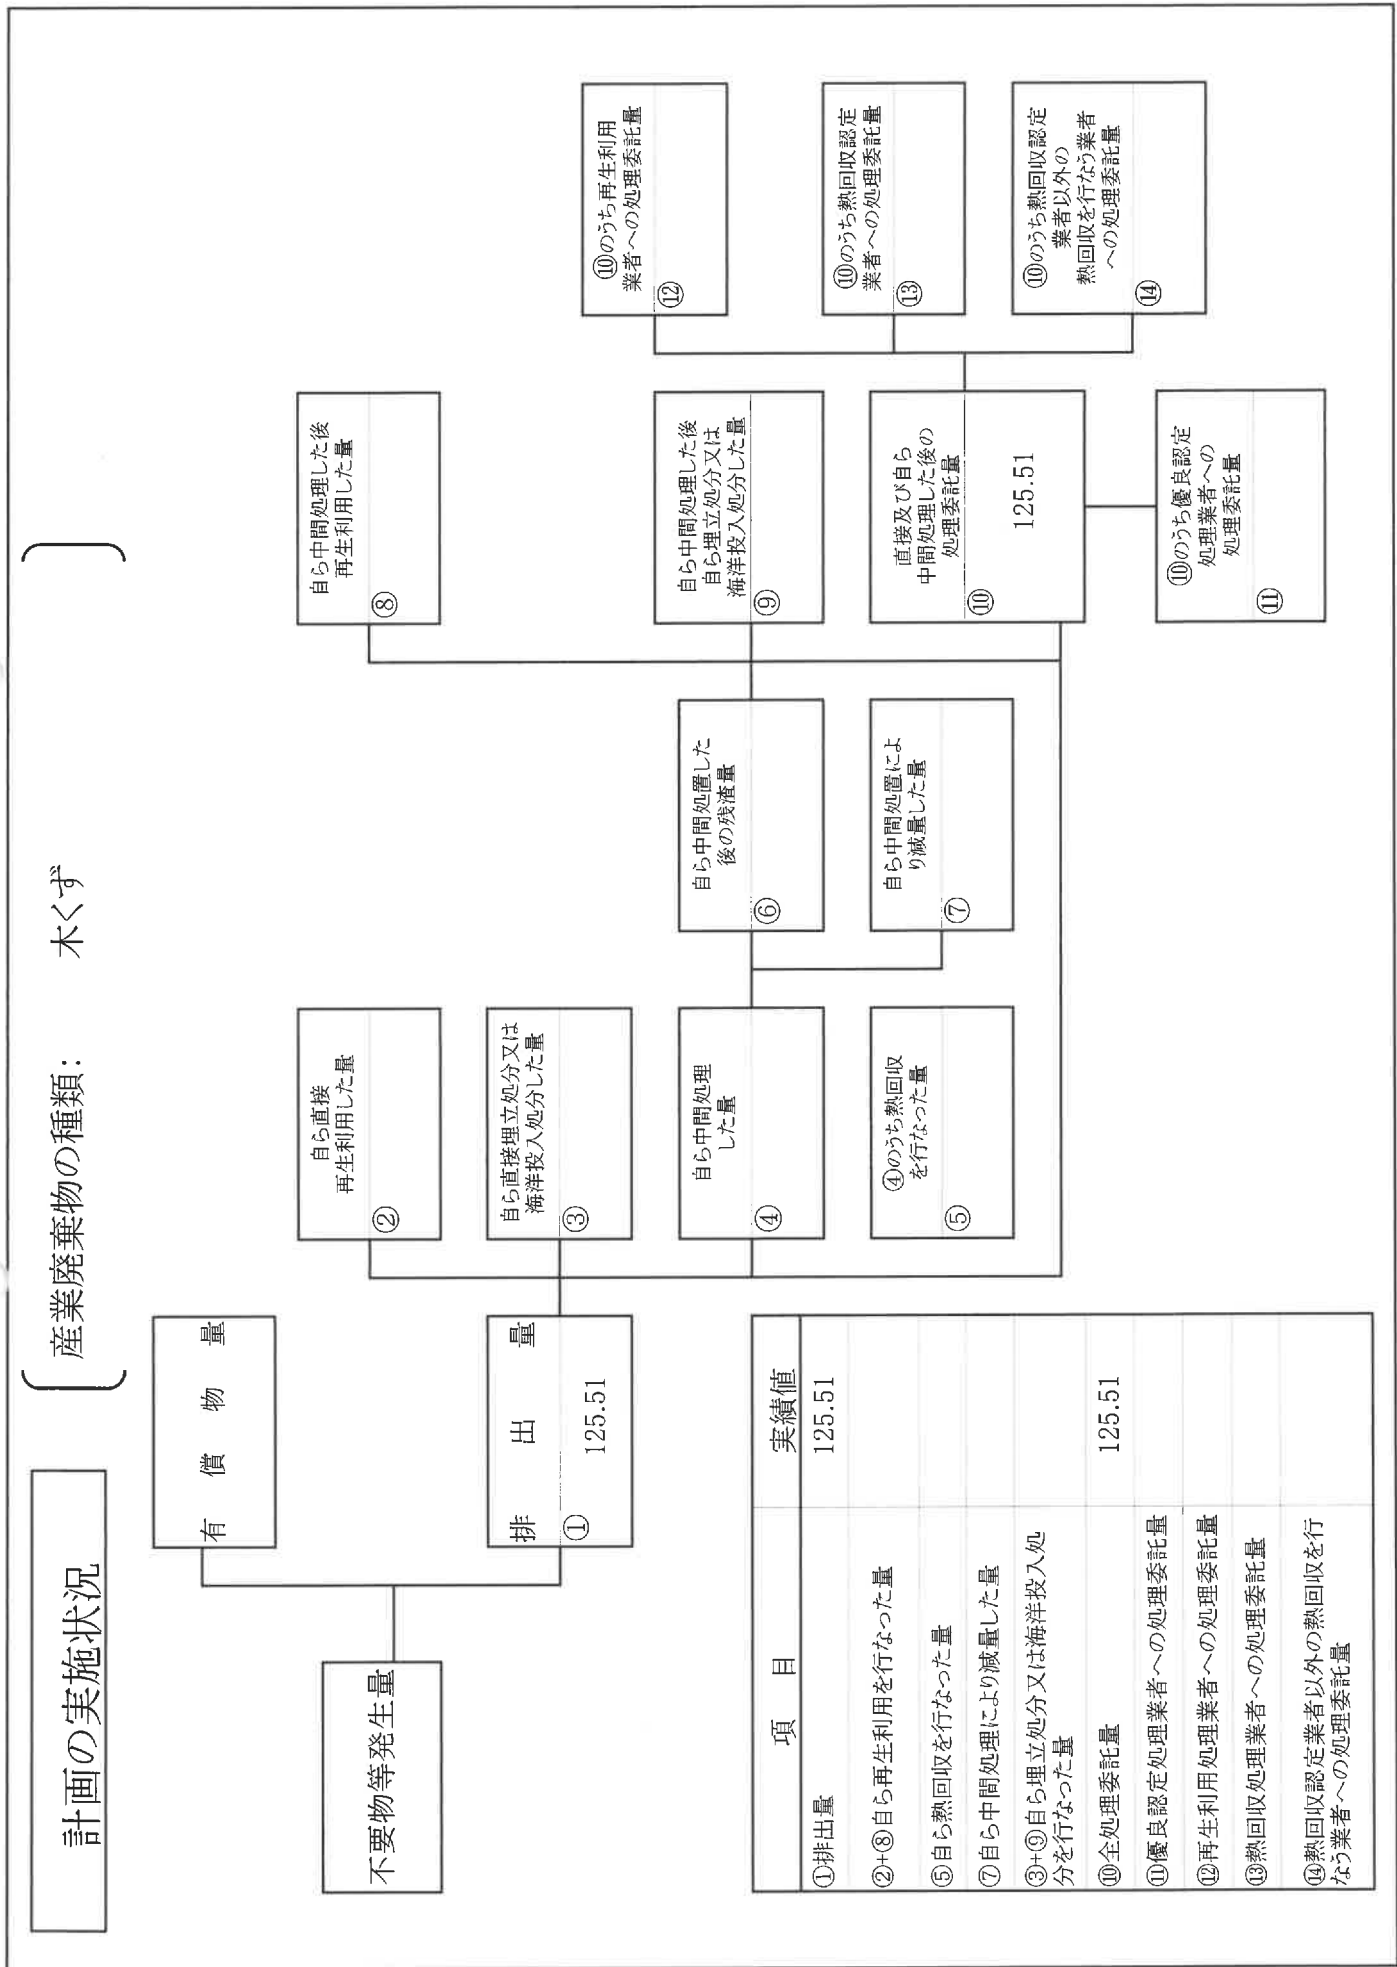 計画の実施状況
産業廃棄物の種類： 木くず
不要物等発生量
有償物量
排出量
①
125.51
自ら直接
再生利用した量
②
自ら直接埋立処分又は
海洋投入処分した量
③
自ら中間処理
した量
④
④のうち熱回収
を行なった量
⑤
自ら中間処置した
後の残渣量
⑥
自ら中間処置によ
り減量した量
⑦
自ら中間処理した後
再生利用した量
⑧
自ら中間処理した後
自ら埋立処分又は
海洋投入処分した量
⑨
直接及び自ら
中間処理した後の
処理委託量
⑩
125.51
⑩のうち優良認定
処理業者への
処理委託量
⑪
⑩のうち再生利用
業者への処理委託量
⑫
⑩のうち熱回収認定
業者への処理委託量
⑬
⑩のうち熱回収認定
業者以外の
熱回収を行なう業者
への処理委託量
⑭
項 目 実績値
①排出量 125.51
②+⑧自ら再生利用を行なった量
⑤自ら熱回収を行なった量
⑦自ら中間処理により減量した量
③+⑨自ら埋立処分又は海洋投入処
分を行なった量
⑩全処理委託量 125.51
⑪優良認定処理業者への処理委託量
⑫再生利用処理業者への処理委託量
⑬熱回収処理業者への処理委託量
⑭熱回収認定業者以外の熱回収を行
なう業者への処理委託量